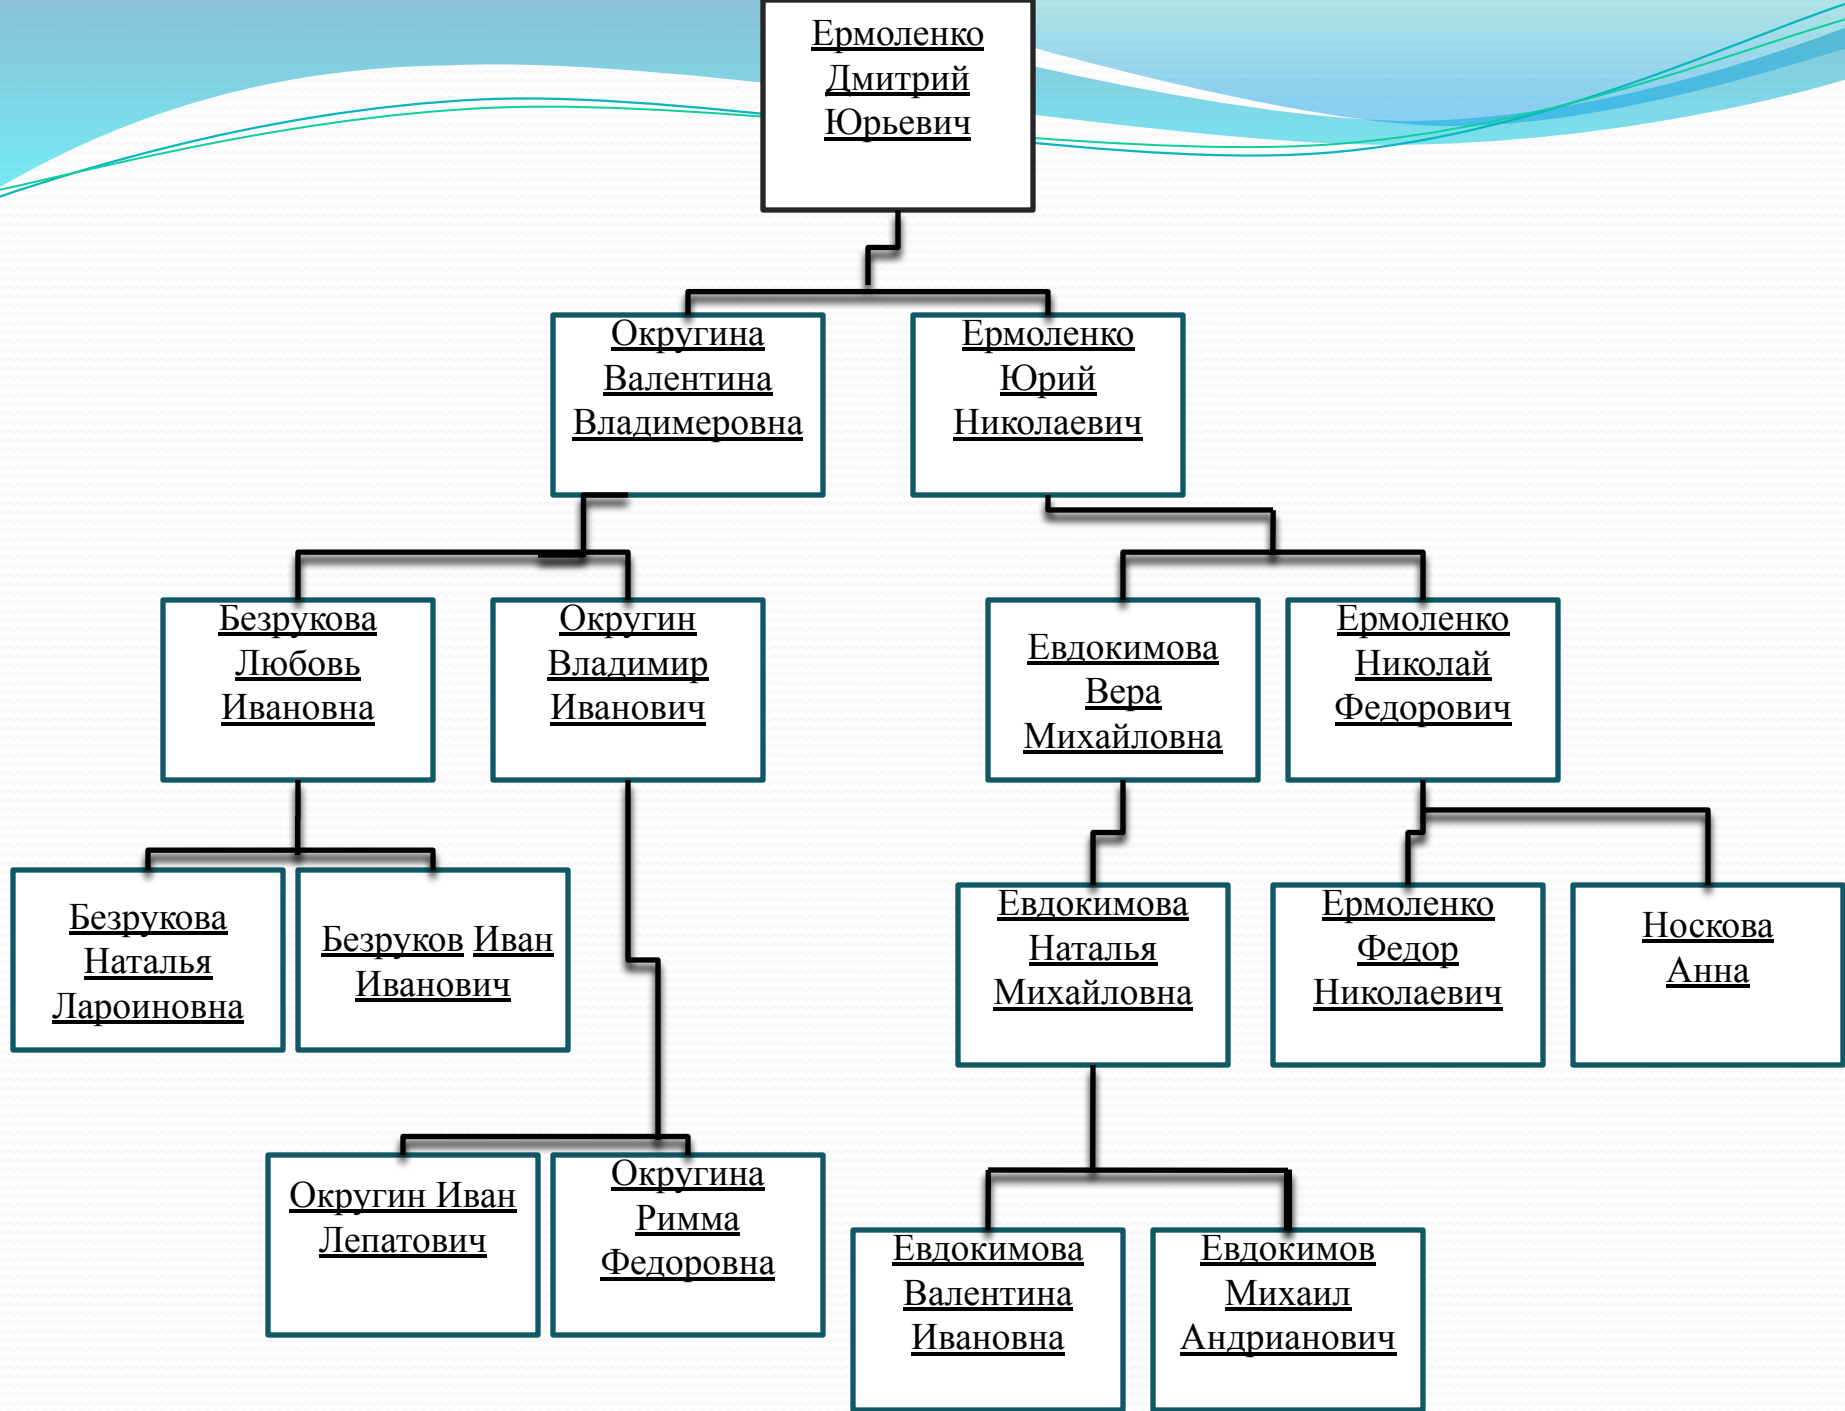 Ермоленко
Дмитрий
Юрьевич
Округина
Валентина
Владимеровна
Ермоленко
Юрий
Николаевич
Безрукова
Любовь
Ивановна
Округин
Владимир
Иванович
Евдокимова
Вера
Михайловна
Ермоленко
Николай
Федорович
Безрукова
Наталья
Лароиновна
Безруков Иван
Иванович
Евдокимова
Наталья
Михайловна
Ермоленко
Федор
Николаевич
Носкова
Анна
Округин Иван
Лепатович
Округина
Римма
Федоровна
Евдокимова
Валентина
Ивановна
Евдокимов
Михаил
Андрианович